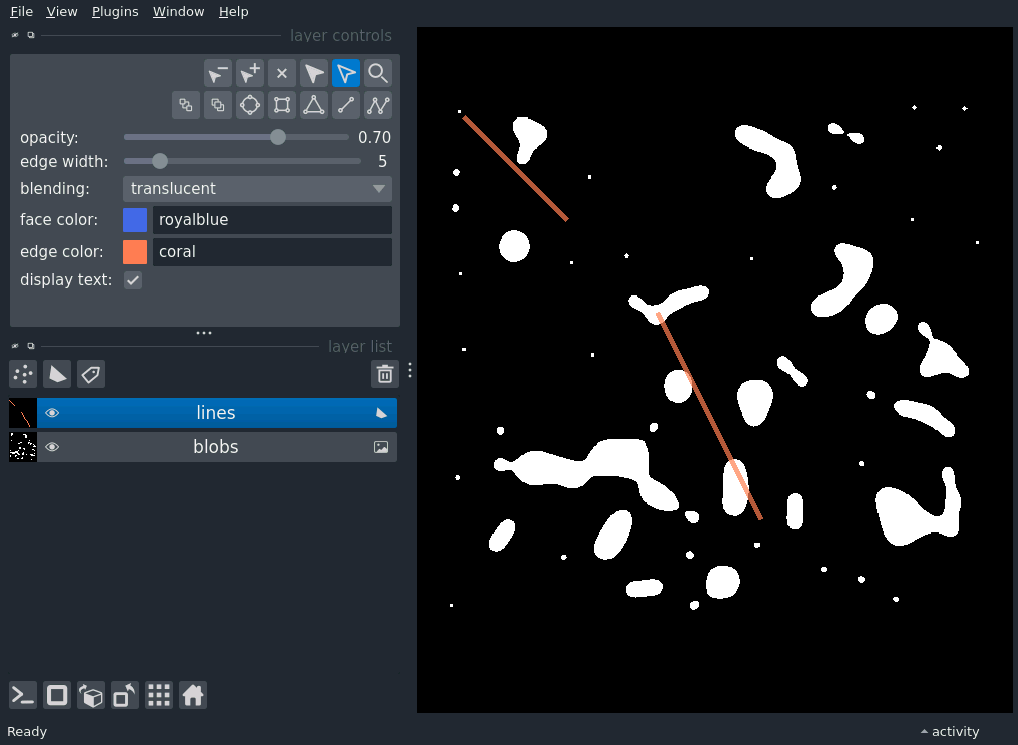 File View Plugins Window Help
layer controls
opacity: 0.70
edge width: 5
blending: translucent
face color: royalblue
edge color: coral
display text:
layer list
lines
blobs
Ready
activity